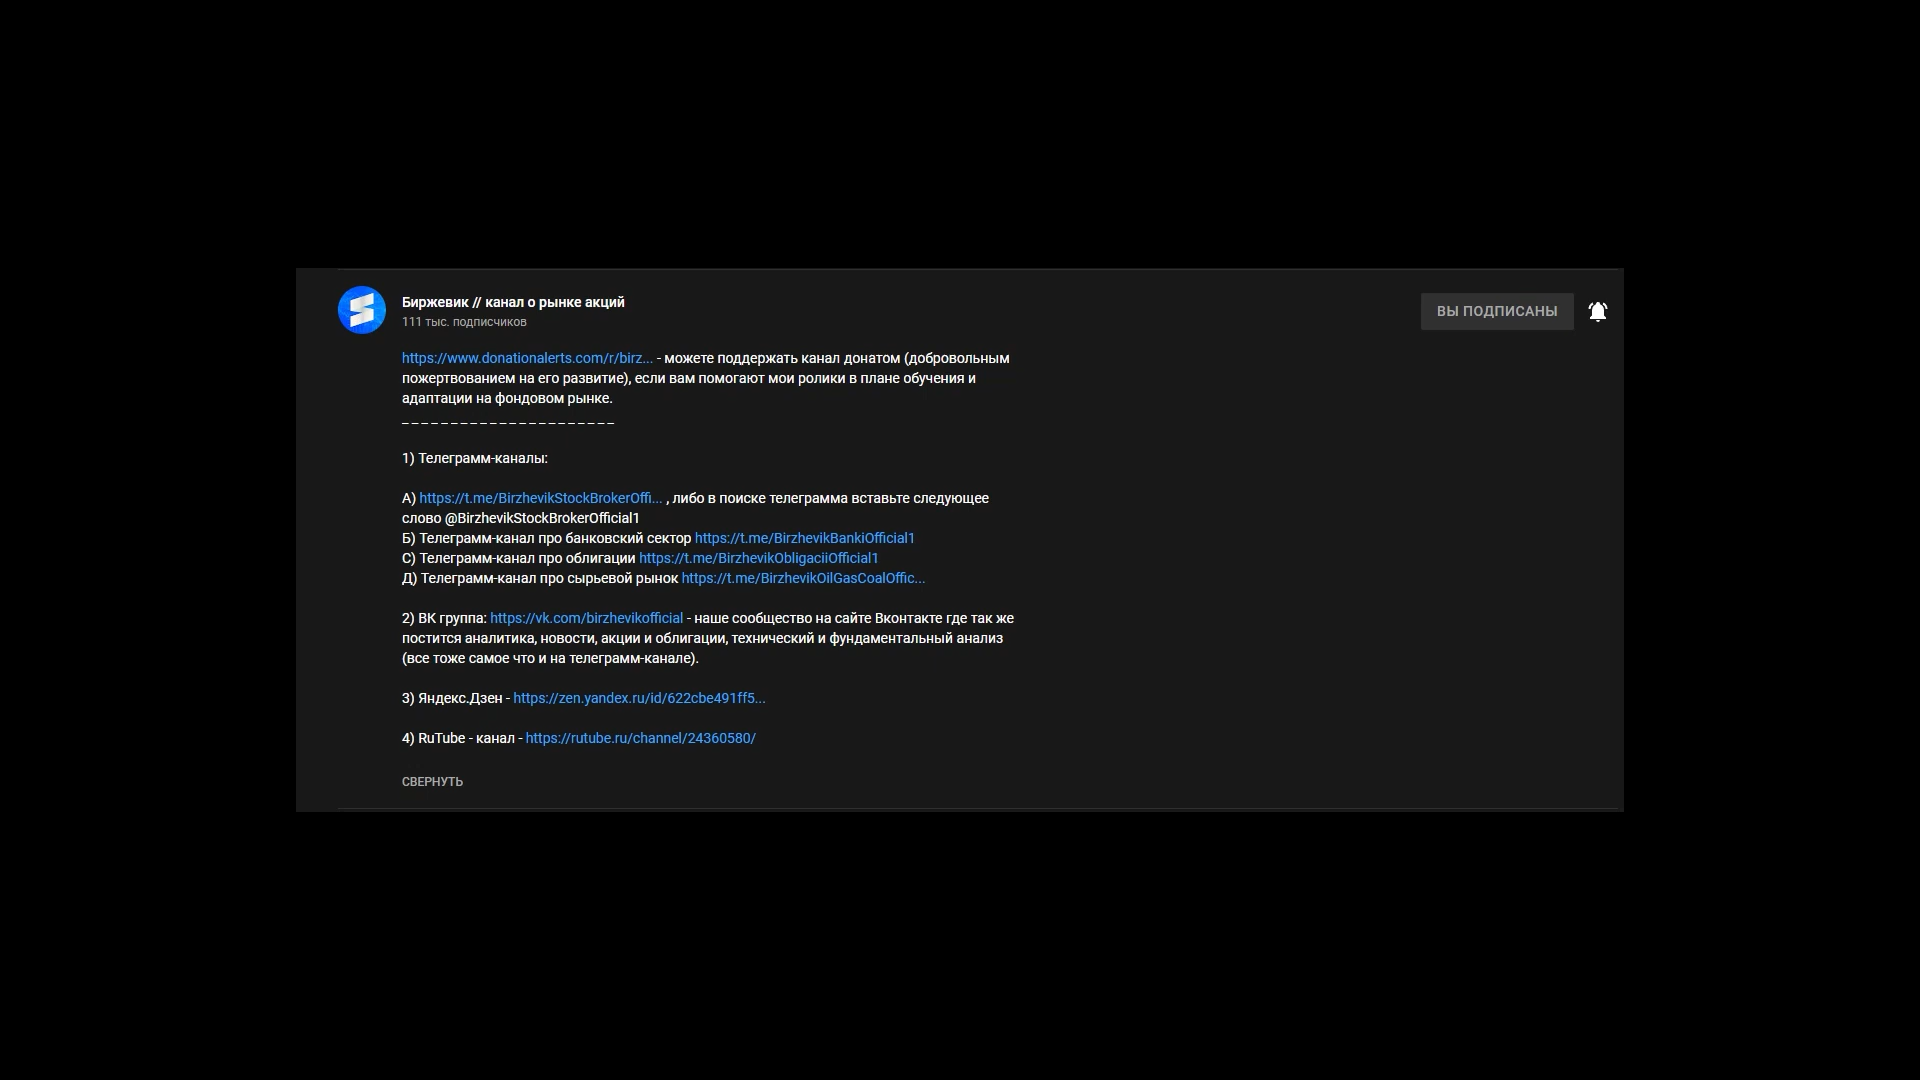 Биржевик // канал о рынке акций
111 тыс. подписчиков
ВЫ ПОДПИСАНЫ
https://www.donationalerts.com/r/birz... - можете поддержать канал донатом (добровольным
пожертвованием на его развитие), если вам помогают мои ролики в плане обучения и
адаптации на фондовом рынке.
_ _ _ _ _ _ _ _ _ _ _ _ _ _ _ _ _ _ _ _ _ _
1) Телеграмм-каналы:
А) https://t.me/BirzhevikStockBrokerOffi... , либо в поиске телеграмма вставьте следующее
слово @BirzhevikStockBrokerOfficial1
Б) Телеграмм-канал про банковский сектор https://t.me/BirzhevikBankiOfficial1
С) Телеграмм-канал про облигации https://t.me/BirzhevikObligaciiOfficial1
Д) Телеграмм-канал про сырьевой рынок https://t.me/BirzhevikOilGasCoalOffic...
2) ВК группа: https://vk.com/birzhevikofficial - наше сообщество на сайте Вконтакте где так же
постится аналитика, новости, акции и облигации, технический и фундаментальный анализ
(все тоже самое что и на телеграмм-канале).
3) Яндекс.Дзен - https://zen.yandex.ru/id/622cbe491ff5...
4) RuTube - канал - https://rutube.ru/channel/24360580/
СВЕРНУТЬ